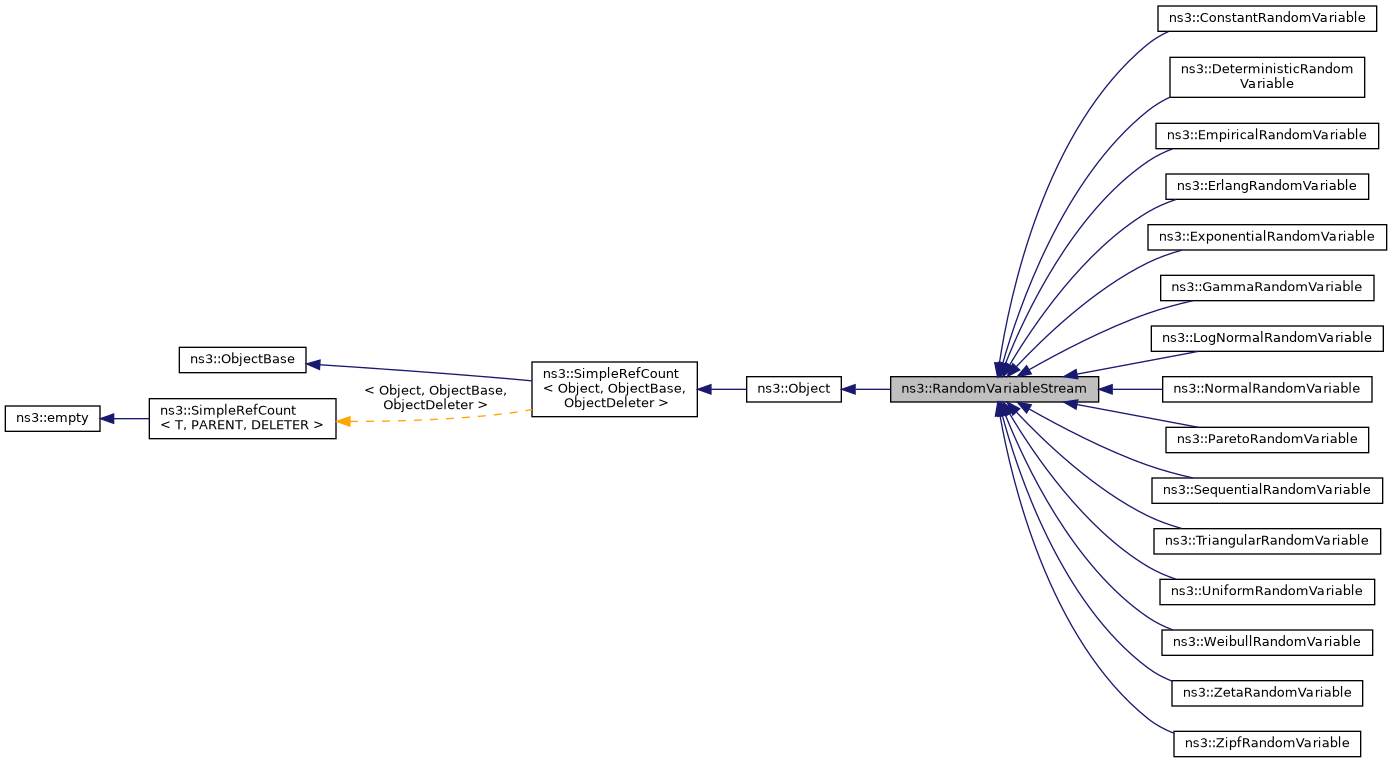 ns3::ConstantRandomVariable
ns3::DeterministicRandom
Variable
ns3::EmpiricalRandomVariable
ns3::ErlangRandomVariable
ns3::ExponentialRandomVariable
ns3::GammaRandomVariable
ns3::LogNormalRandomVariable
ns3::ObjectBase
ns3::SimpleRefCount
< Object, ObjectBase,
ObjectDeleter >
< Object, ObjectBase,
ObjectDeleter >
ns3::Object
ns3::RandomVariableStream
ns3::NormalRandomVariable
ns3::empty
ns3::SimpleRefCount
< T, PARENT, DELETER >
ns3::ParetoRandomVariable
ns3::SequentialRandomVariable
ns3::TriangularRandomVariable
ns3::UniformRandomVariable
ns3::WeibullRandomVariable
ns3::ZetaRandomVariable
ns3::ZipfRandomVariable